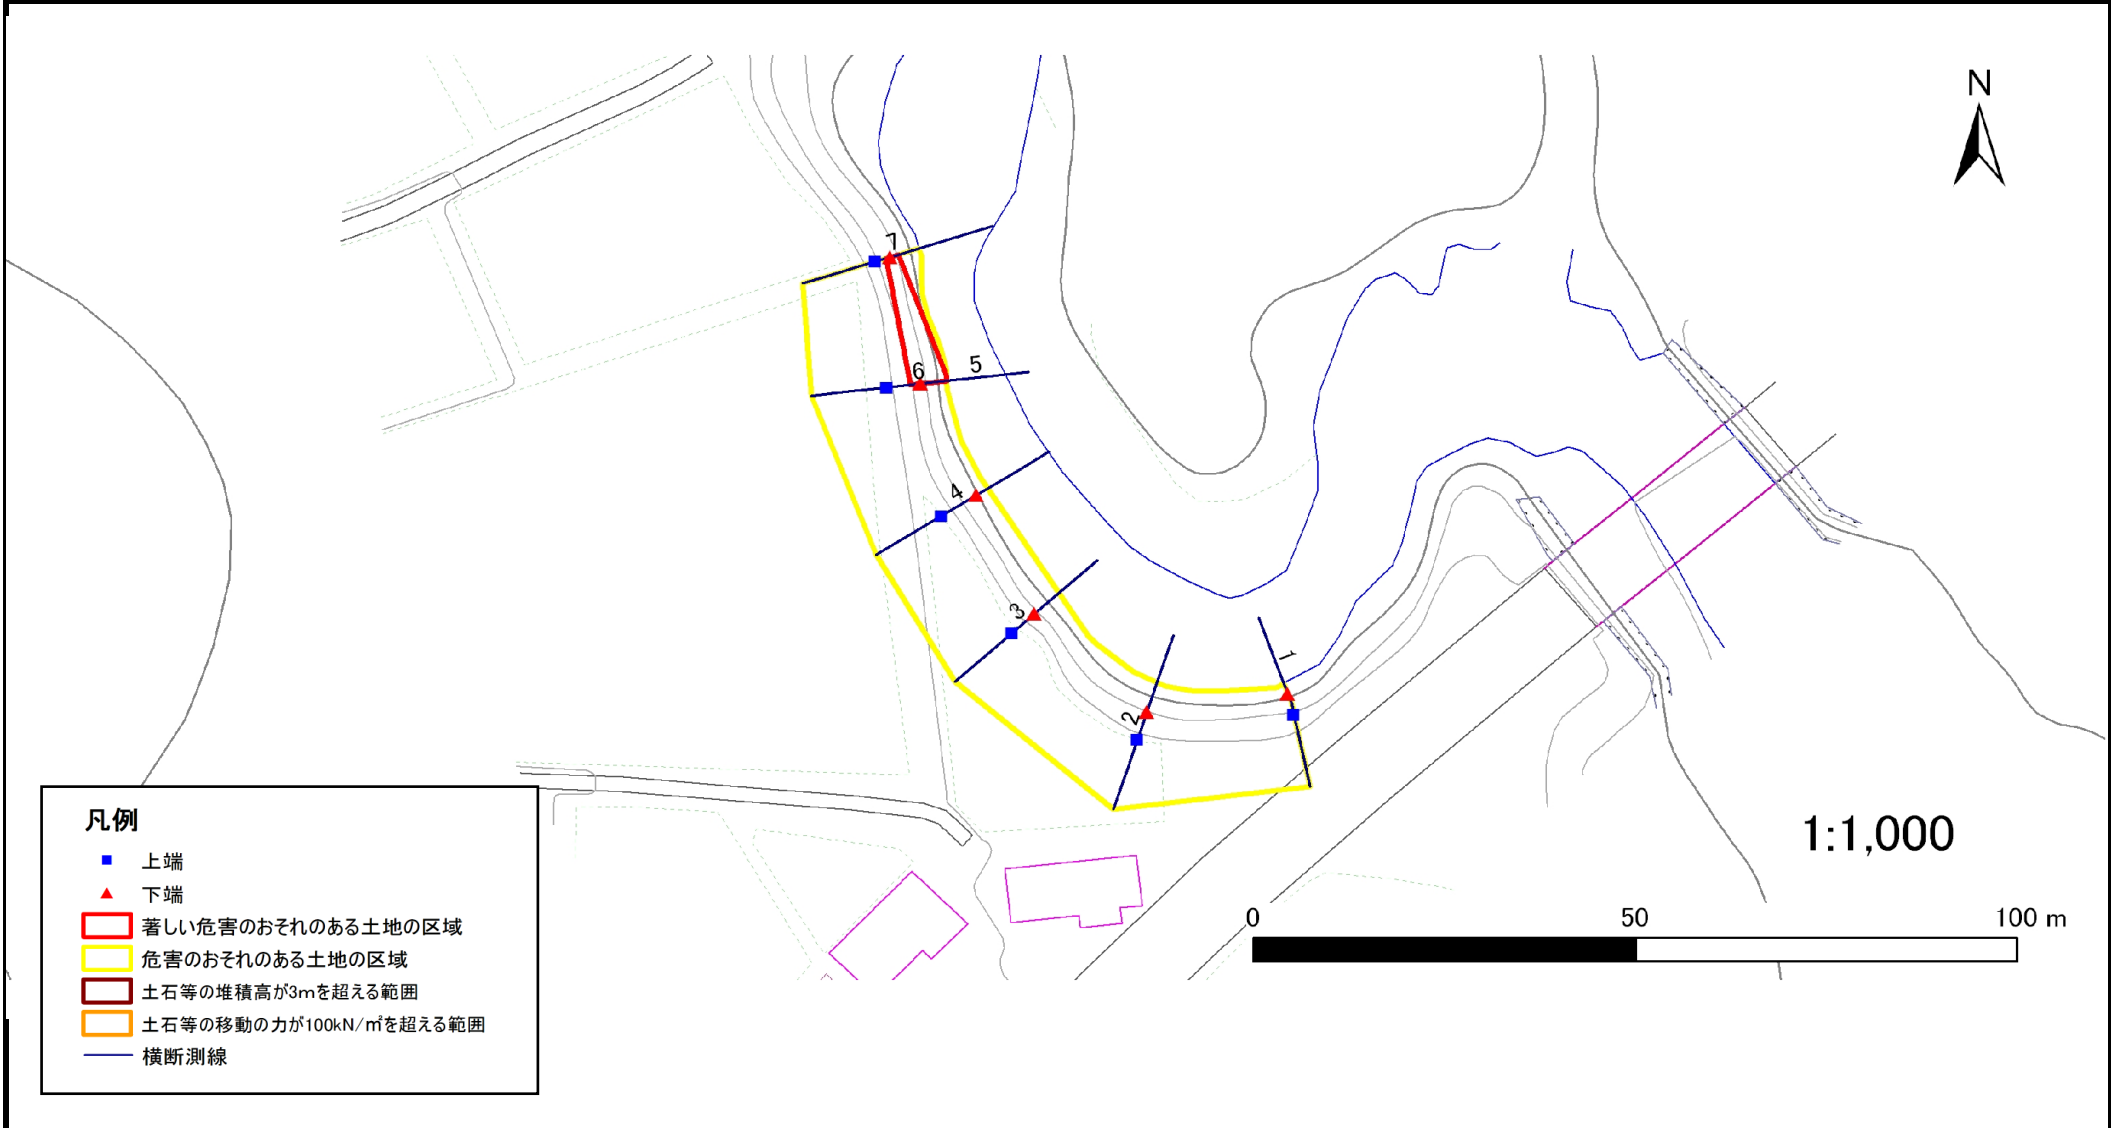 N
7
6
5
4
3
2
1
1:1,000
0 50 100 m
凡例
上端
下端
著しい危害のおそれのある土地の区域
危害のおそれのある土地の区域
土石等の堆積高が3mを超える範囲
土石等の移動の力が100kN/㎡を超える範囲
横断測線